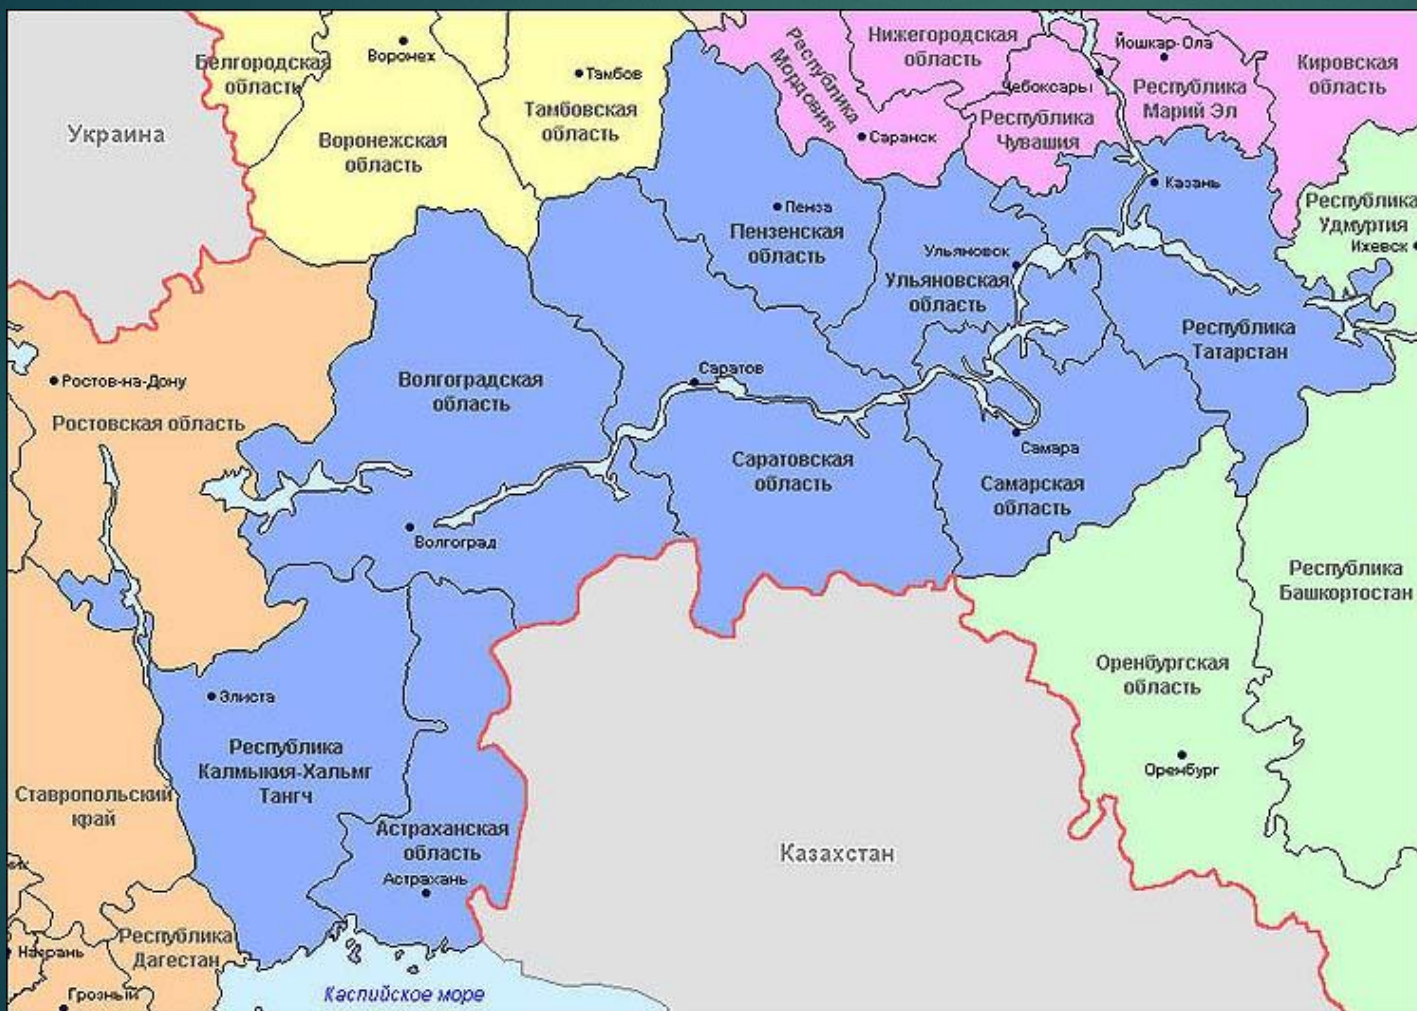 Белгородская
область
Воронеж
Тамбов
Тамбовская
область
Воронежская
область
Украина
Республика
Мордовия
Нижегородская
область
Йошкар-Ола
Чебоксары
Республика
Марий Эл
Кировская
область
Саранск
Республика
Чувашия
Казань
Республика
Удмуртия
Ижевск
Пенза
Пензенская
область
Ульяновск
Ульяновская
область
Республика
Татарстан
Ростов-на-Дону
Ростовская область
Волгоградская
область
Саратов
Саратовская
область
Самара
Самарская
область
Волгоград
Республика
Башкортостан
Оренбургская
область
Оренбург
Элиста
Республика
Калмыкия-Хальмг
Тангч
Ставропольский
край
Астраханская
область
Астрахань
Казахстан
Республика
Дагестан
Назрань
Грозный
Каспийское море